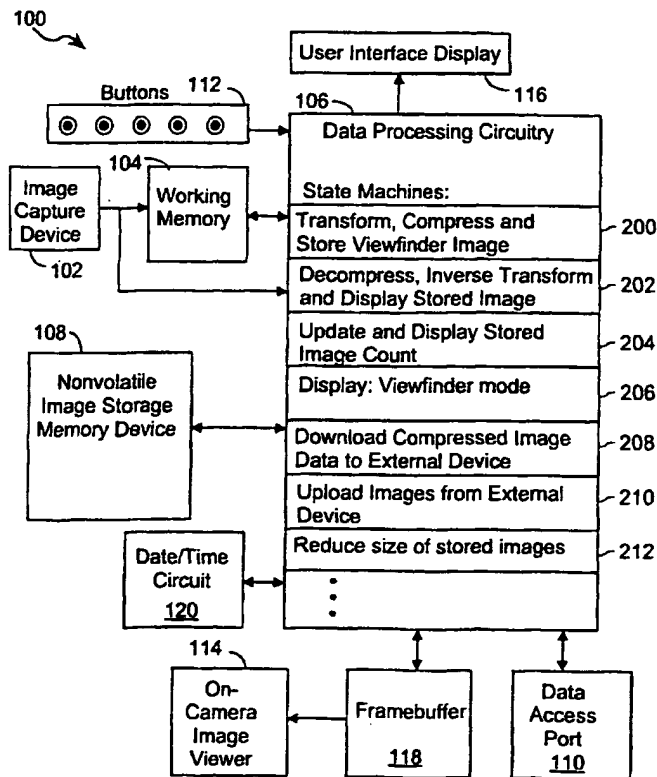 100
User Interface Display
116
Buttons
112
106
Data Processing Circuitry
104
Image
Capture
Device
102
Working
Memory
State Machines:
Transform, Compress and
Store Viewfinder Image
200
Decompress, Inverse Transform
and Display Stored Image
202
Update and Display Stored
Image Count
204
108
Nonvolatile
Image Storage
Memory Device
Display: Viewfinder mode
206
Download Compressed Image
Data to External Device
208
Upload Images from External
Device
210
Reduce size of stored images
212
Date/Time
Circuit
120
114
On-
Camera
Image
Viewer
Framebuffer
118
Data
Access
Port 110